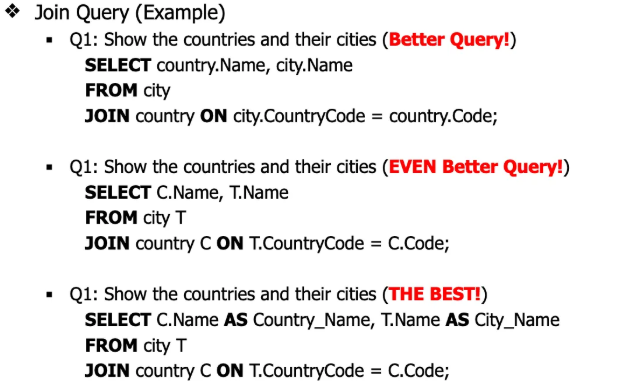 ❖ Join Query (Example)
▪ Q1: Show the countries and their cities (Better Query!)
SELECT country.Name, city.Name
FROM city
JOIN country ON city.CountryCode = country.Code;
▪ Q1: Show the countries and their cities (EVEN Better Query!)
SELECT C.Name, T.Name
FROM city T
JOIN country C ON T.CountryCode = C.Code;
▪ Q1: Show the countries and their cities (THE BEST!)
SELECT C.Name AS Country_Name, T.Name AS City_Name
FROM city T
JOIN country C ON T.CountryCode = C.Code;